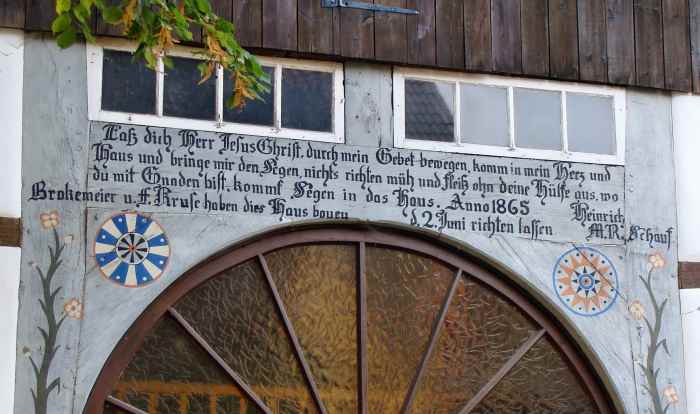 Laß dich Herr Jesus Christ, durch mein Gebet bewegen, komm in mein Herz und
Haus und bringe mir den Segen, nichts richten müh und fleiß ohn deine Hülfe aus, wo
du mit Gnaden bist, kommt Segen in das Haus. Anno 1865 Heinrich
Brokemeier u. F. Kruse haben dies Haus bouen d. 2. Juni richten lassen M.R. Schauf